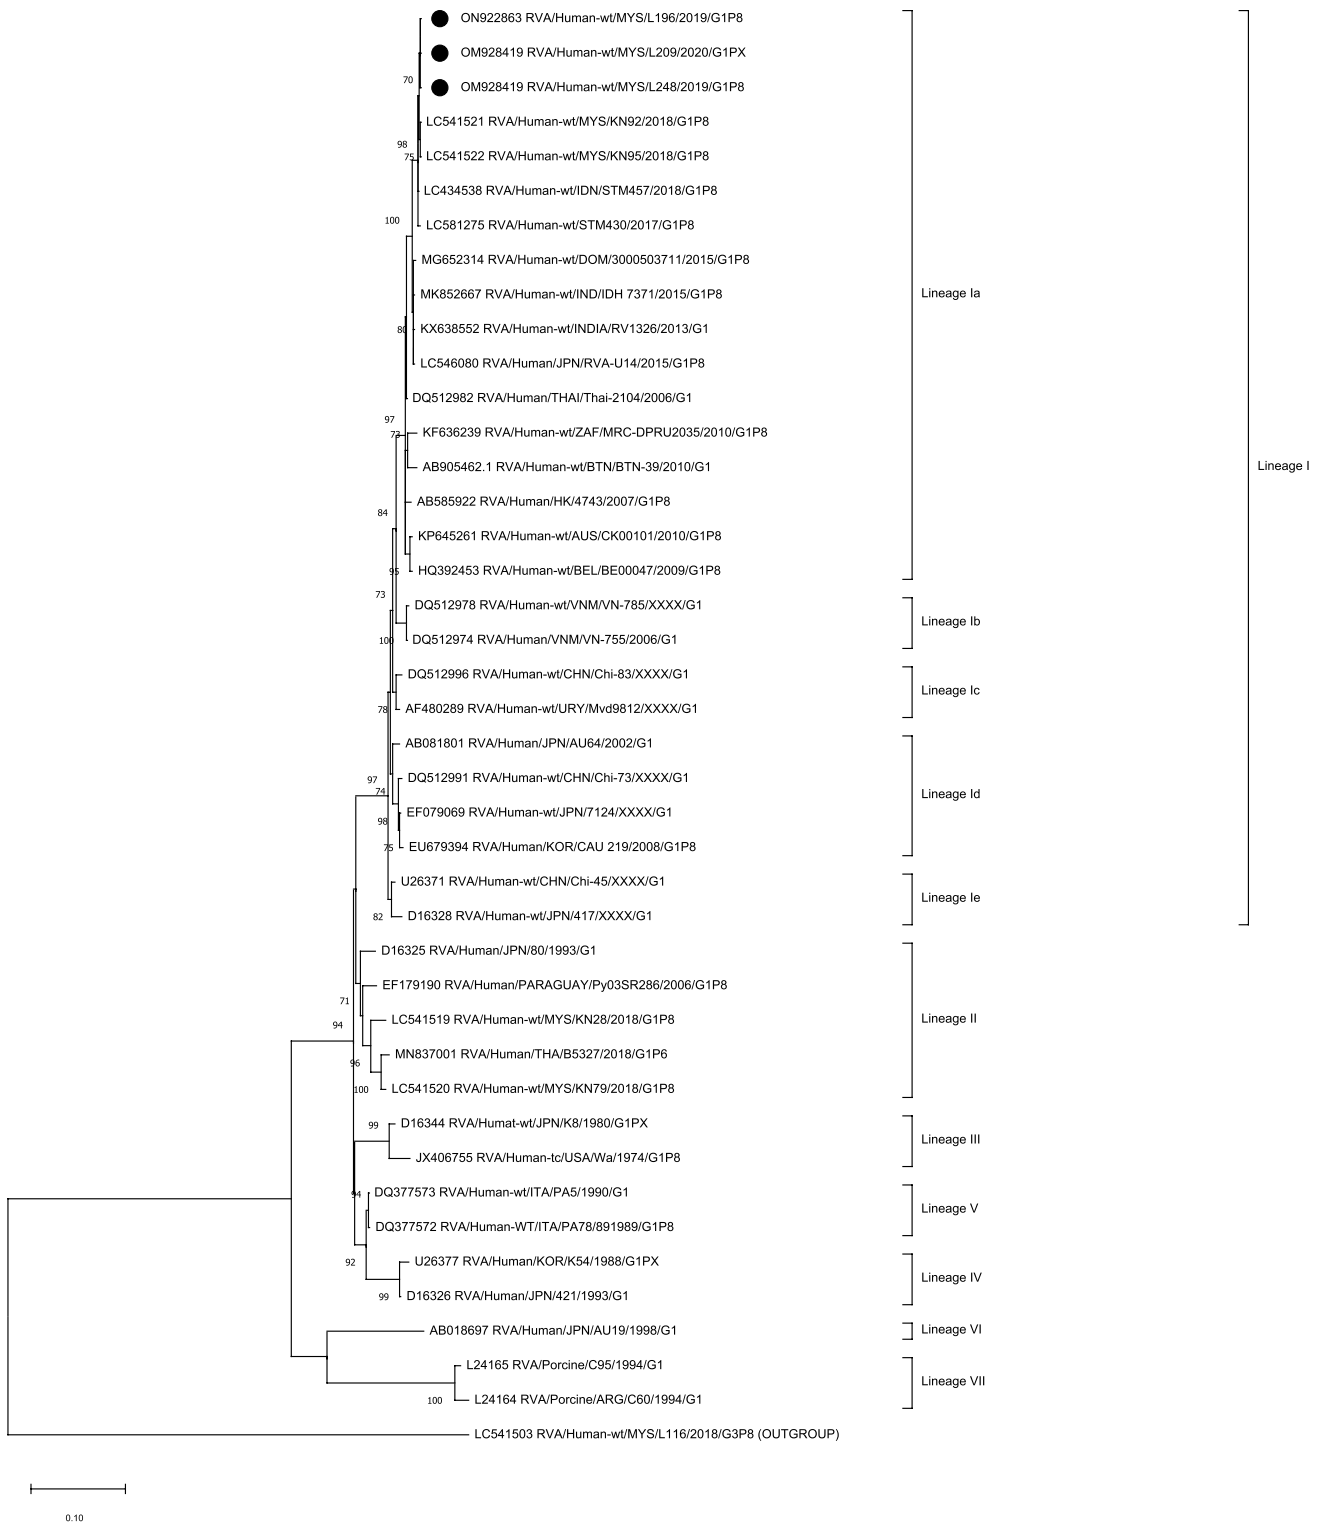 ON922863 RVA/Human-wt/MYS/L196/2019/G1P8
OM928419 RVA/Human-wt/MYS/L209/2020/G1PX
70
OM928419 RVA/Human-wt/MYS/L248/2019/G1P8
LC541521 RVA/Human-wt/MYS/KN92/2018/G1P8
98
75
LC541522 RVA/Human-wt/MYS/KN95/2018/G1P8
LC434538 RVA/Human-wt/IDN/STM457/2018/G1P8
100
LC581275 RVA/Human-wt/STM430/2017/G1P8
MG652314 RVA/Human-wt/DOM/3000503711/2015/G1P8
MK852667 RVA/Human-wt/IND/IDH 7371/2015/G1P8
Lineage Ia
80
KX638552 RVA/Human-wt/INDIA/RV1326/2013/G1
LC546080 RVA/Human/JPN/RVA-U14/2015/G1P8
DQ512982 RVA/Human/THAI/Thai-2104/2006/G1
97
73
KF636239 RVA/Human-wt/ZAF/MRC-DPRU2035/2010/G1P8
AB905462.1 RVA/Human-wt/BTN/BTN-39/2010/G1
Lineage I
AB585922 RVA/Human/HK/4743/2007/G1P8
84
KP645261 RVA/Human-wt/AUS/CK00101/2010/G1P8
95
HQ392453 RVA/Human-wt/BEL/BE00047/2009/G1P8
73
DQ512978 RVA/Human-wt/VNM/VN-785/XXXX/G1
Lineage Ib
100
DQ512974 RVA/Human/VNM/VN-755/2006/G1
DQ512996 RVA/Human-wt/CHN/Chi-83/XXXX/G1
Lineage Ic
78
AF480289 RVA/Human-wt/URY/Mvd9812/XXXX/G1
AB081801 RVA/Human/JPN/AU64/2002/G1
97
DQ512991 RVA/Human-wt/CHN/Chi-73/XXXX/G1
74
Lineage Id
98
EF079069 RVA/Human-wt/JPN/7124/XXXX/G1
75
EU679394 RVA/Human/KOR/CAU 219/2008/G1P8
U26371 RVA/Human-wt/CHN/Chi-45/XXXX/G1
Lineage Ie
82
D16328 RVA/Human-wt/JPN/417/XXXX/G1
D16325 RVA/Human/JPN/80/1993/G1
EF179190 RVA/Human/PARAGUAY/Py03SR286/2006/G1P8
71
94
LC541519 RVA/Human-wt/MYS/KN28/2018/G1P8
Lineage II
96
MN837001 RVA/Human/THA/B5327/2018/G1P6
100
LC541520 RVA/Human-wt/MYS/KN79/2018/G1P8
99
D16344 RVA/Humat-wt/JPN/K8/1980/G1PX
Lineage III
JX406755 RVA/Human-tc/USA/Wa/1974/G1P8
94
DQ377573 RVA/Human-wt/ITA/PA5/1990/G1
Lineage V
DQ377572 RVA/Human-WT/ITA/PA78/891989/G1P8
92
U26377 RVA/Human/KOR/K54/1988/G1PX
Lineage IV
99
D16326 RVA/Human/JPN/421/1993/G1
AB018697 RVA/Human/JPN/AU19/1998/G1
Lineage VI
L24165 RVA/Porcine/C95/1994/G1
Lineage VII
100
L24164 RVA/Porcine/ARG/C60/1994/G1
LC541503 RVA/Human-wt/MYS/L116/2018/G3P8 (OUTGROUP)
0.10